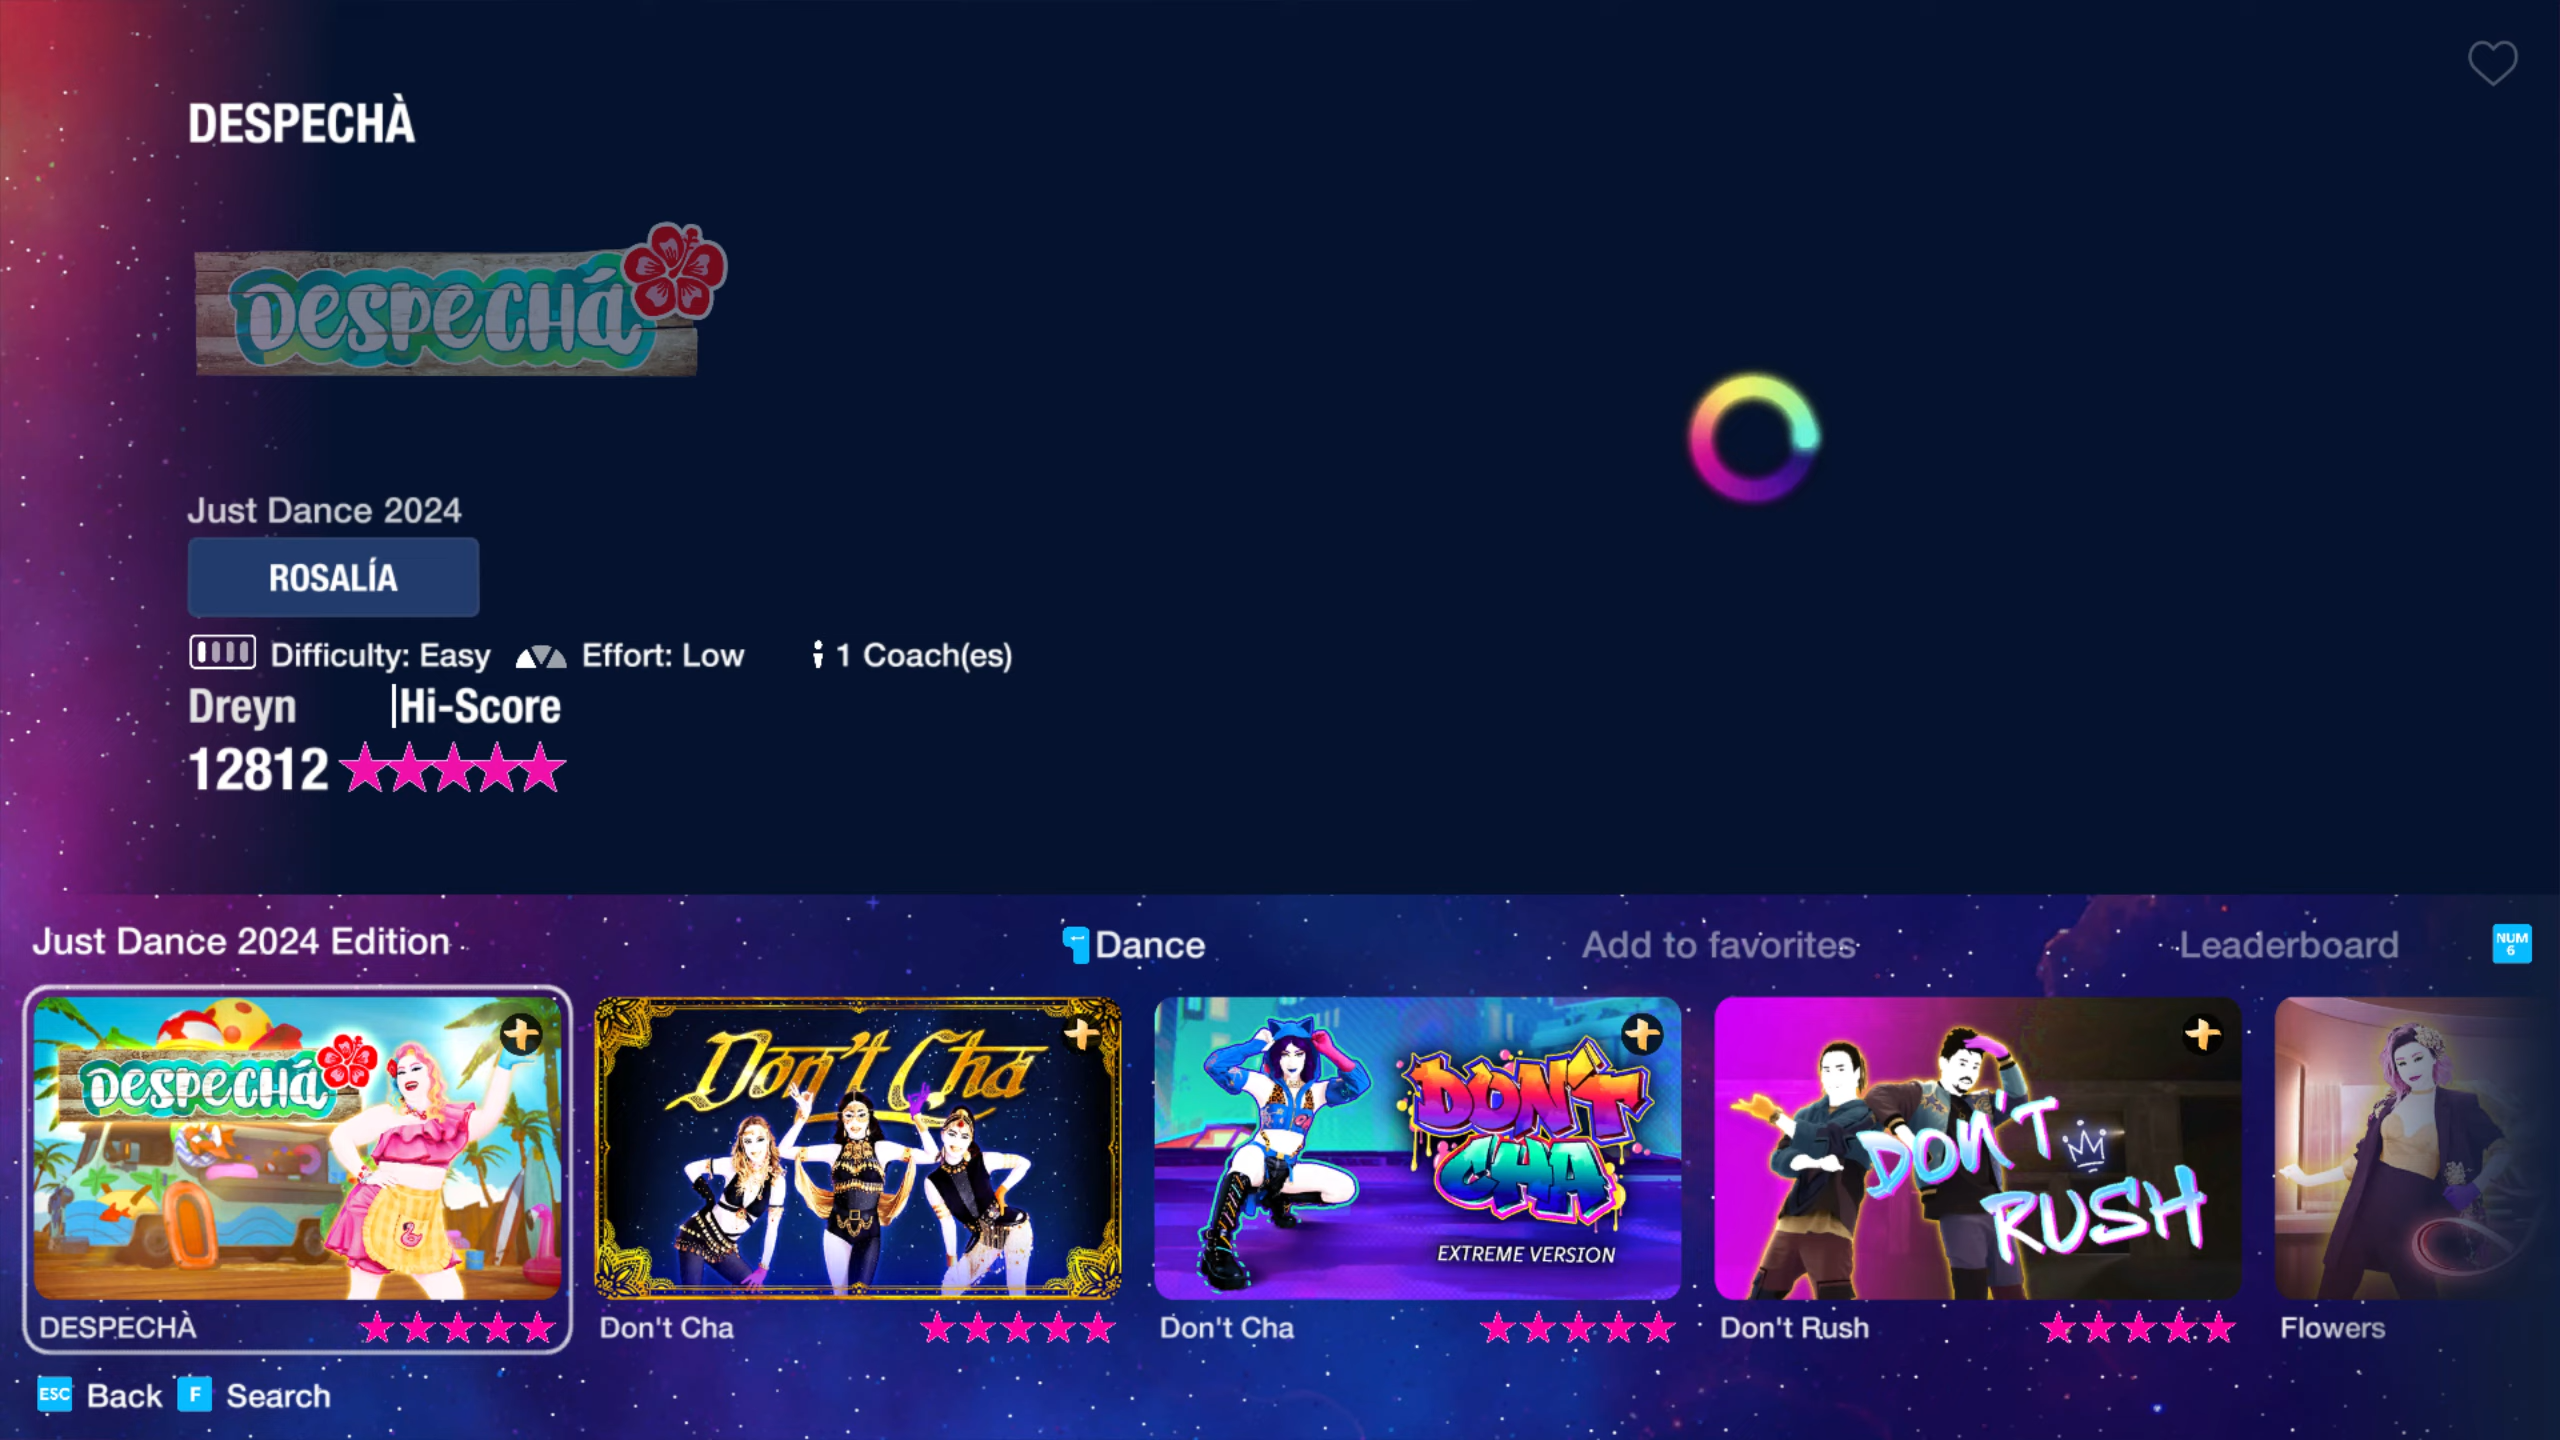 DESPECHÀ
DESPECHá
Just Dance 2024
ROSALÍA
Difficulty: Easy Effort: Low 1 Coach(es)
Dreyn |Hi-Score
12812
Just Dance 2024 Edition
Dance Add to favorites Leaderboard NUM 6
DESPECHá
Don't Cha
DON'T
CHA
EXTREME VERSION
DON'T
RUSH
DESPECHÀ
Don't Cha
Don't Cha
Don't Rush
Flowers
ESC Back F Search